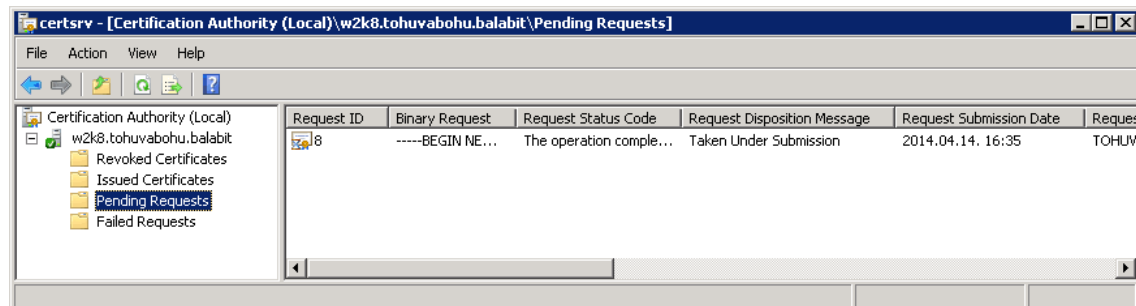 certsrv - [Certification Authority (Local)\w2k8.tohuvabohu.balabit\Pending Requests]
File Action View Help
Certification Authority (Local)
w2k8.tohuvabohu.balabit
Revoked Certificates
Issued Certificates
Pending Requests
Failed Requests
Request ID Binary Request Request Status Code Request Disposition Message Request Submission Date Reques
8 -----BEGIN NE... The operation comple... Taken Under Submission 2014.04.14. 16:35 TOHUV